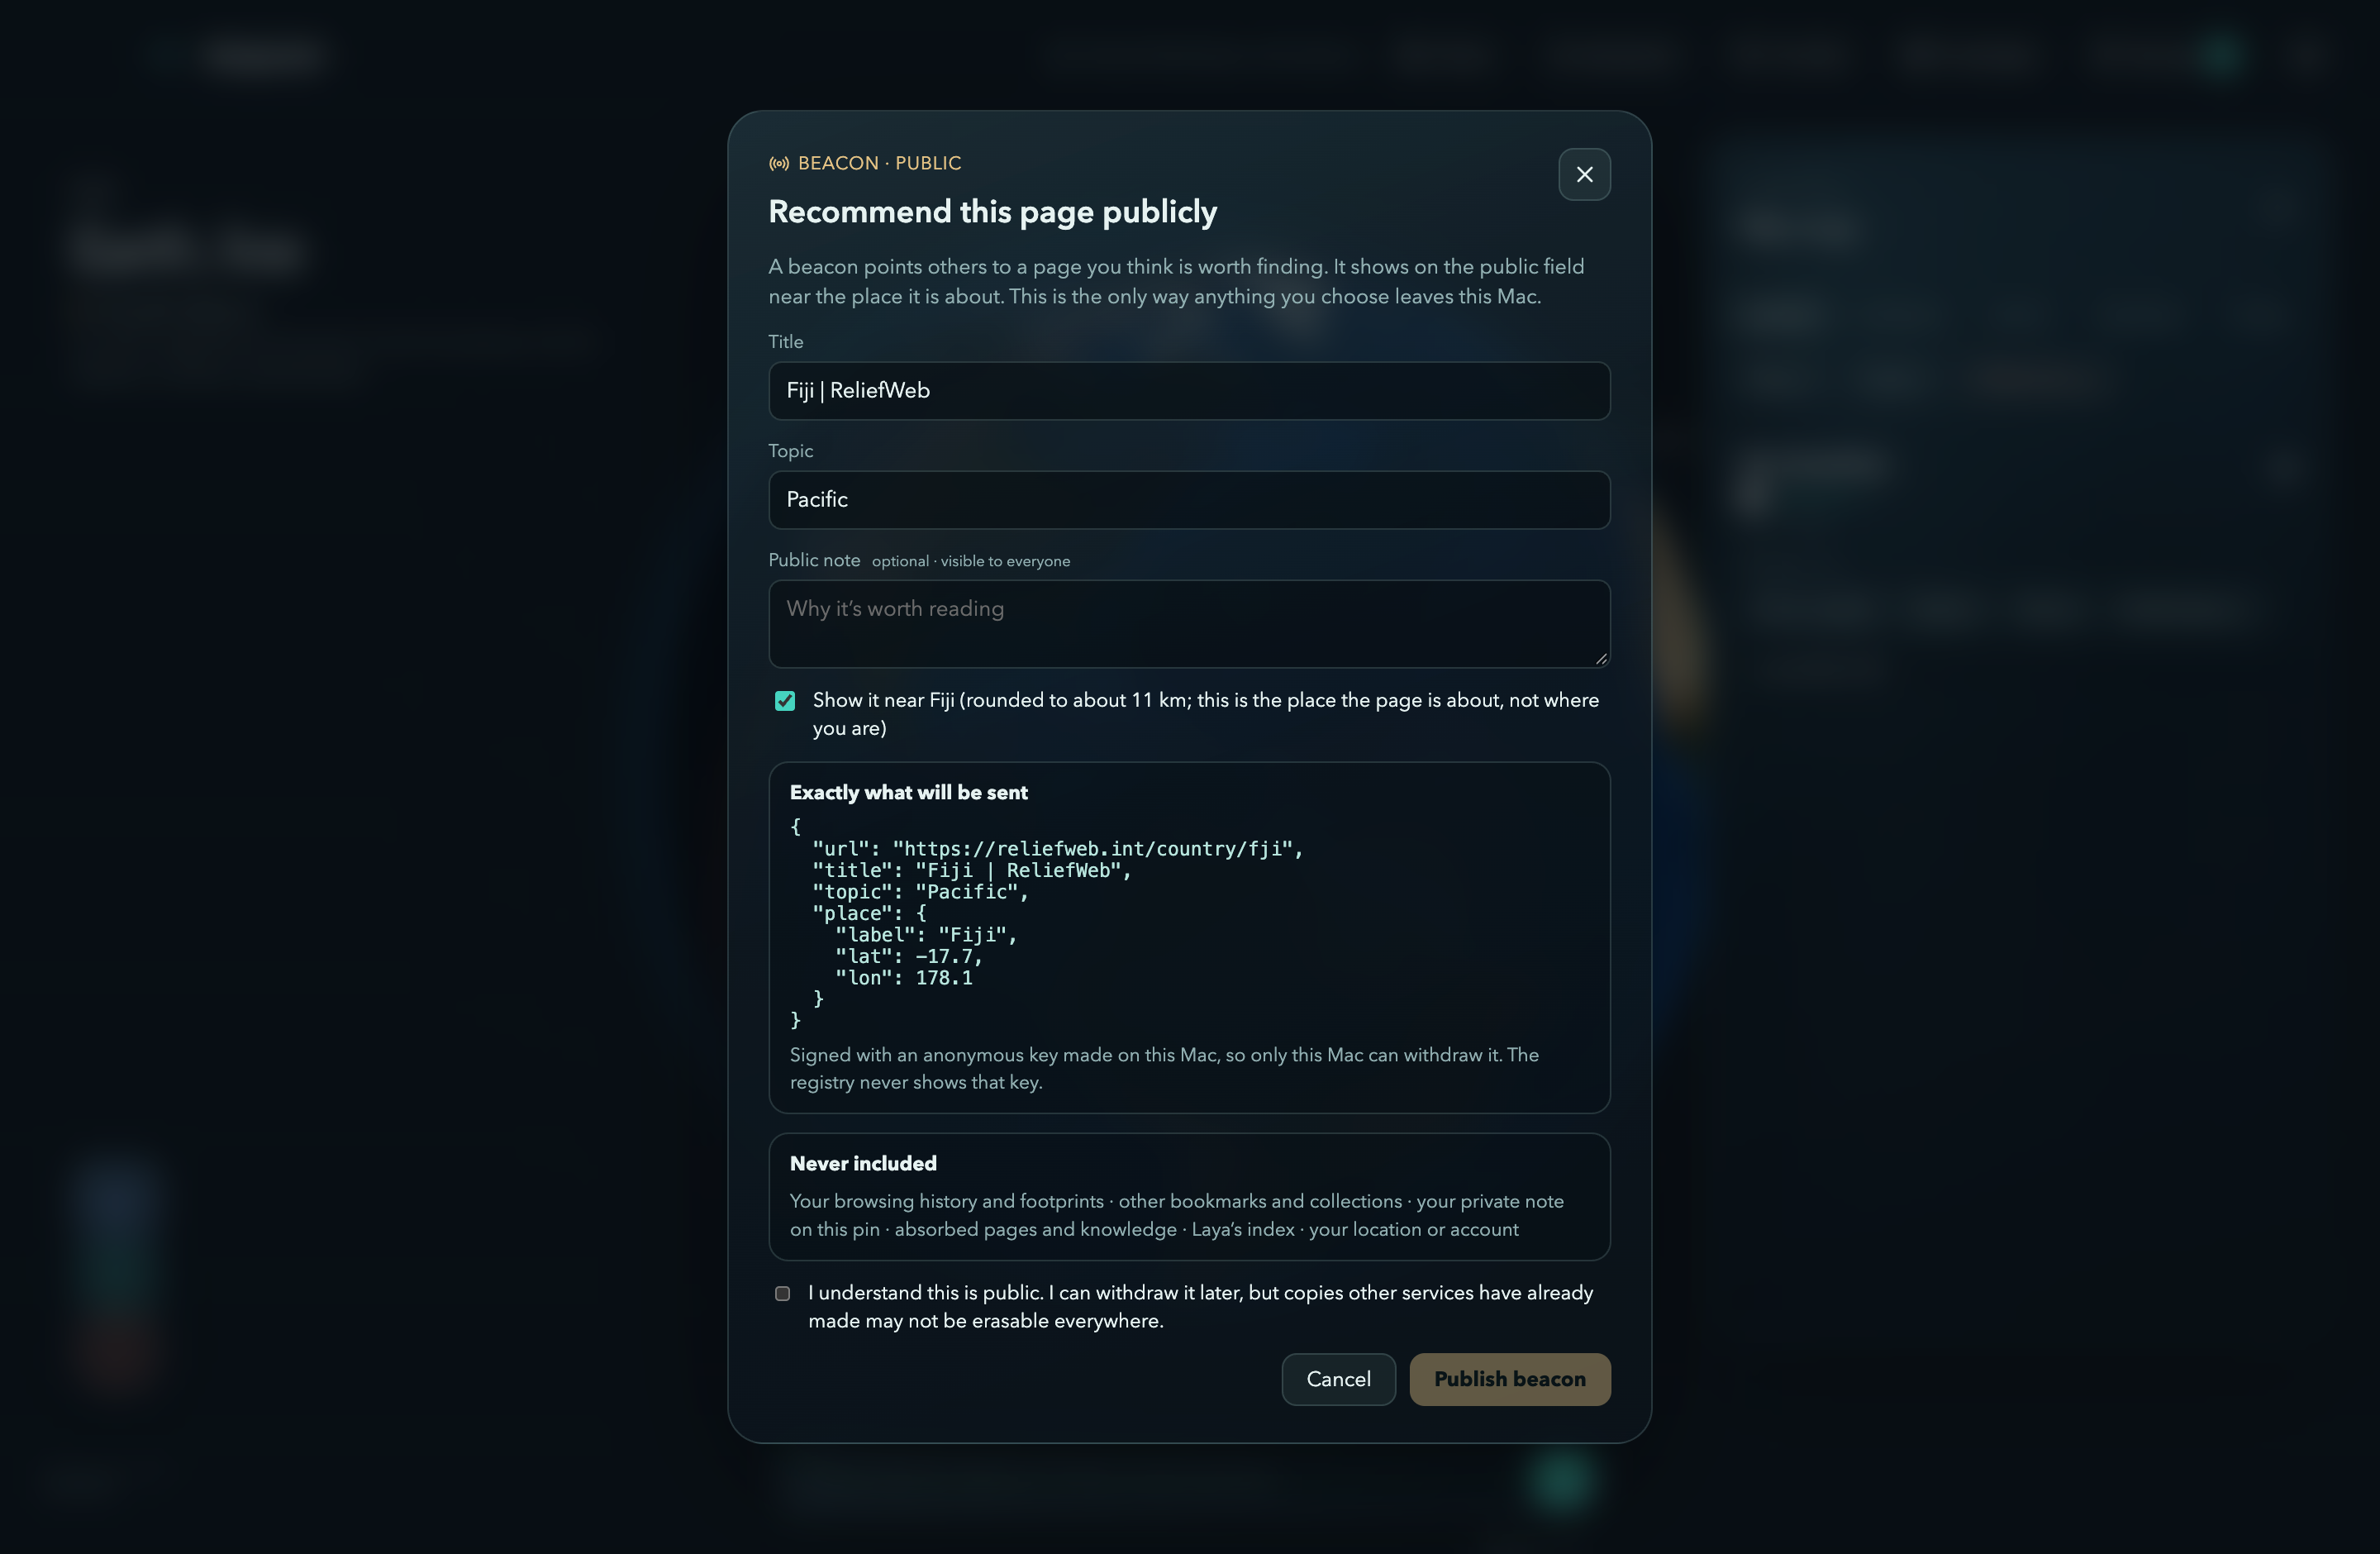 BEACON · PUBLIC
Recommend this page publicly
A beacon points others to a page you think is worth finding. It shows on the public field
near the place it is about. This is the only way anything you choose leaves this Mac.
Title
Fiji | ReliefWeb
Topic
Pacific
Public note optional · visible to everyone
Why it’s worth reading
Show it near Fiji (rounded to about 11 km; this is the place the page is about, not where
you are)
Exactly what will be sent
{
"url": "https://reliefweb.int/country/fji",
"title": "Fiji | ReliefWeb",
"topic": "Pacific",
"place": {
"label": "Fiji",
"lat": −17.7,
"lon": 178.1
}
}
Signed with an anonymous key made on this Mac, so only this Mac can withdraw it. The
registry never shows that key.
Never included
Your browsing history and footprints · other bookmarks and collections · your private note
on this pin · absorbed pages and knowledge · Laya’s index · your location or account
I understand this is public. I can withdraw it later, but copies other services have already
made may not be erasable everywhere.
Cancel
Publish beacon